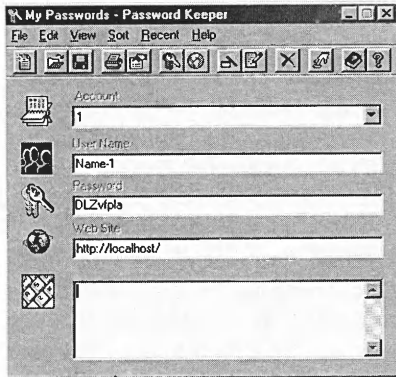 My Passwords - Password Keeper
File Edit View Sort Recent Help
Account
1
User Name
Name-1
Password
DLZvfpla
Web Site
http://localhost/